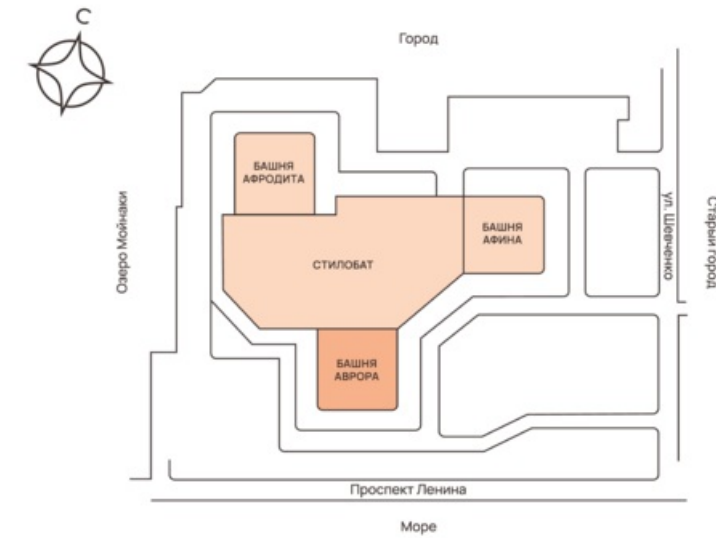 С
Город
БАШНЯ
АФРОДИТА
Озеро Мойнаки
СТИЛОБАТ
БАШНЯ
АФИНА
ул. Шевченко
Старый город
БАШНЯ
АВРОРА
Проспект Ленина
Море